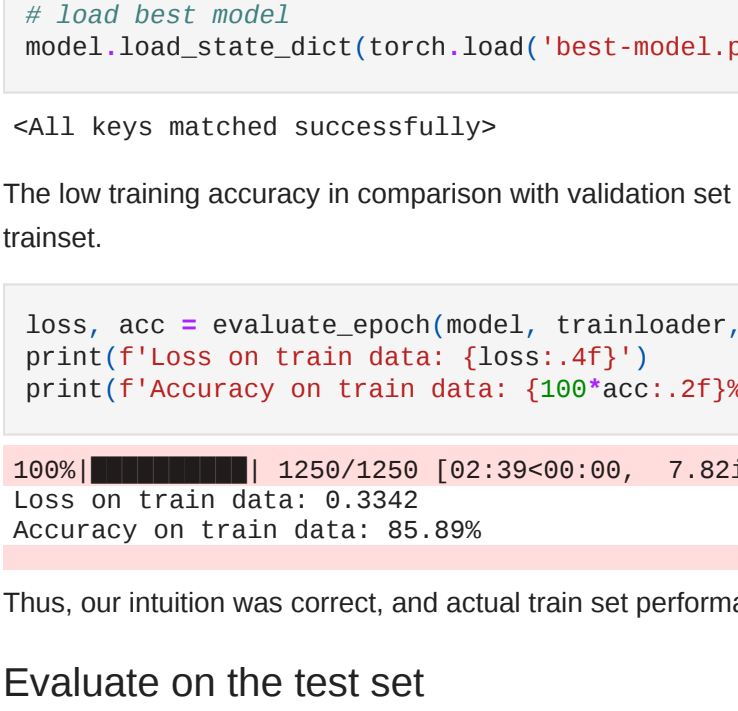 # load best model
model.load_state_dict(torch.load('best-model.p
<All keys matched successfully>
The low training accuracy in comparison with validation set
trainset.
loss, acc = evaluate_epoch(model, trainloader,
print(f'Loss on train data: {loss:.4f}')
print(f'Accuracy on train data: {100*acc:.2f}%
100%|██████████| 1250/1250 [02:39<00:00,  7.82i
Loss on train data: 0.3342
Accuracy on train data: 85.89%
Thus, our intuition was correct, and actual train set performa
Evaluate on the test set